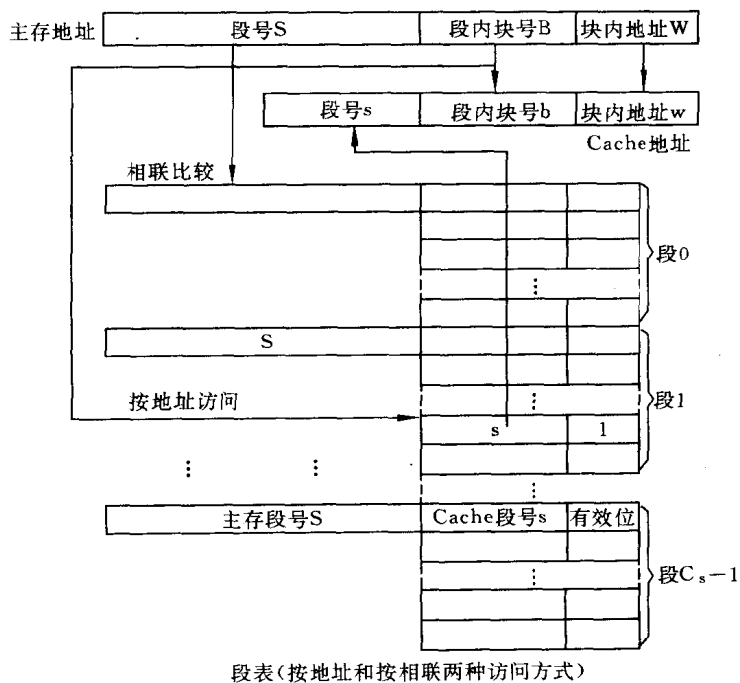 主存地址 段号S 段内块号B 块内地址W
段号s 段内块号b 块内地址w
Cache地址
相联比较
段0
S
按地址访问
段1
s 1
主存段号S Cache段号s 有效位
段Cs-1
段表(按地址和按相联两种访问方式)